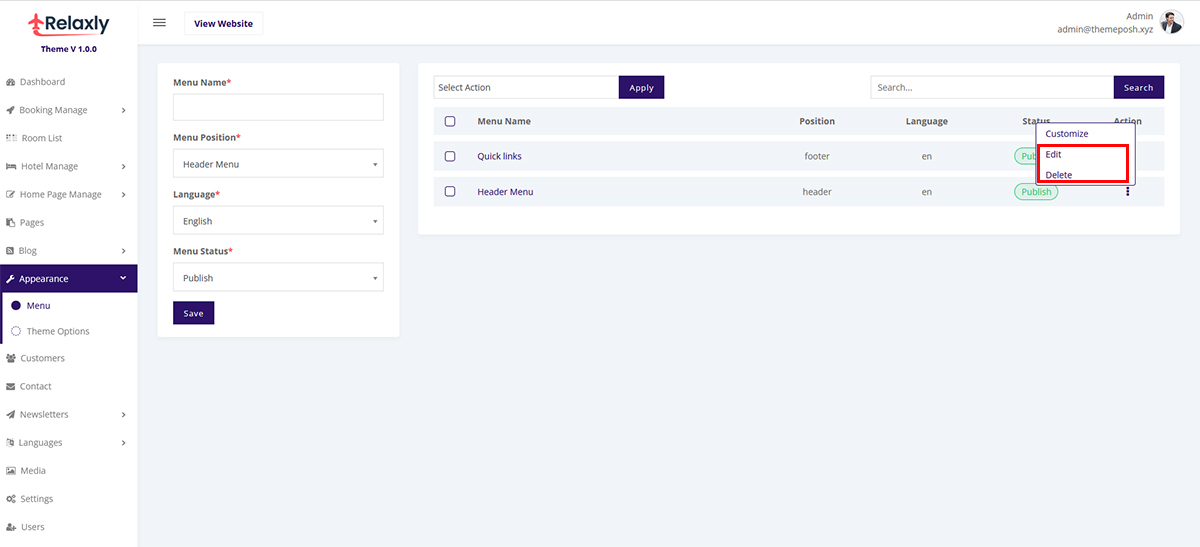 Relaxly
Theme V 1.0.0
Dashboard
Booking Manage
Room List
Hotel Manage
Home Page Manage
Pages
Blog
Appearance
Menu
Theme Options
Customers
Contact
Newsletters
Languages
Media
Settings
Users
View Website
Admin
admin@themeposh.xyz
Menu Name*
Menu Position*
Header Menu
Language*
English
Menu Status*
Publish
Save
Select Action Apply Search... Search
Menu Name Position Language Status Action
Quick links footer en
Customize
Edit
Delete
Header Menu header en Publish